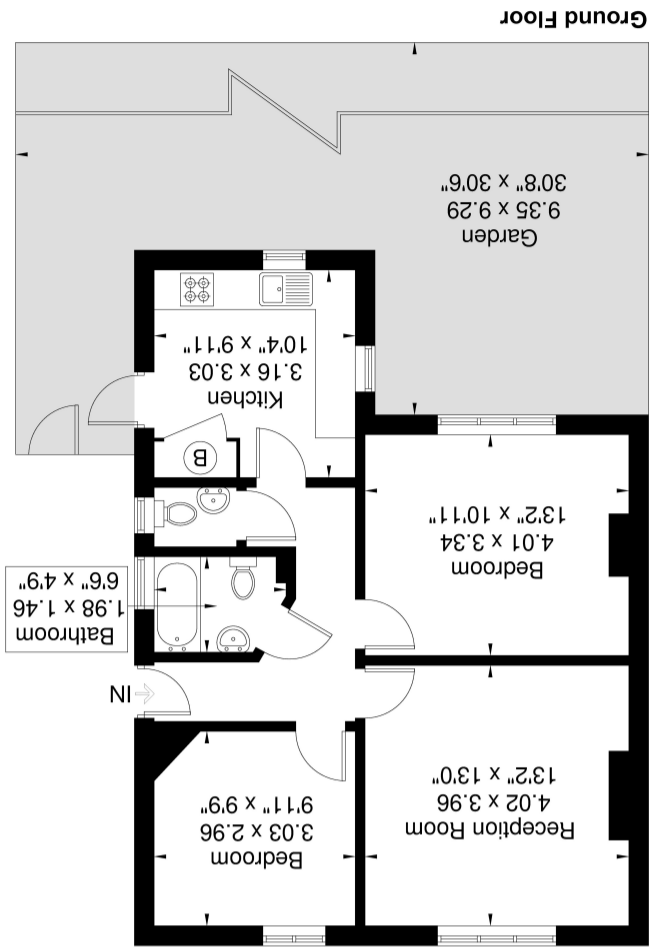 Reception Room
4.02 x 3.96
13'2" x 13'0"
Bedroom
3.03 x 2.96
9'11" x 9'9"
IN
Bathroom
1.98 x 1.46
6'6" x 4'9"
Bedroom
4.01 x 3.34
13'2" x 10'11"
B
Kitchen
3.16 x 3.03
10'4" x 9'11"
Garden
9.35 x 9.29
30'8" x 30'6"
Ground Floor